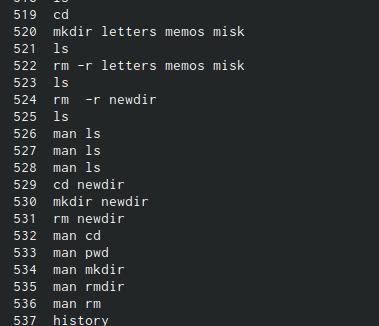 518 ls
519 cd
520 mkdir letters memos misk
521 ls
522 rm -r letters memos misk
523 ls
524 rm  -r newdir
525 ls
526 man ls
527 man ls
528 man ls
529 cd newdir
530 mkdir newdir
531 rm newdir
532 man cd
533 man pwd
534 man mkdir
535 man rmdir
536 man rm
537 history